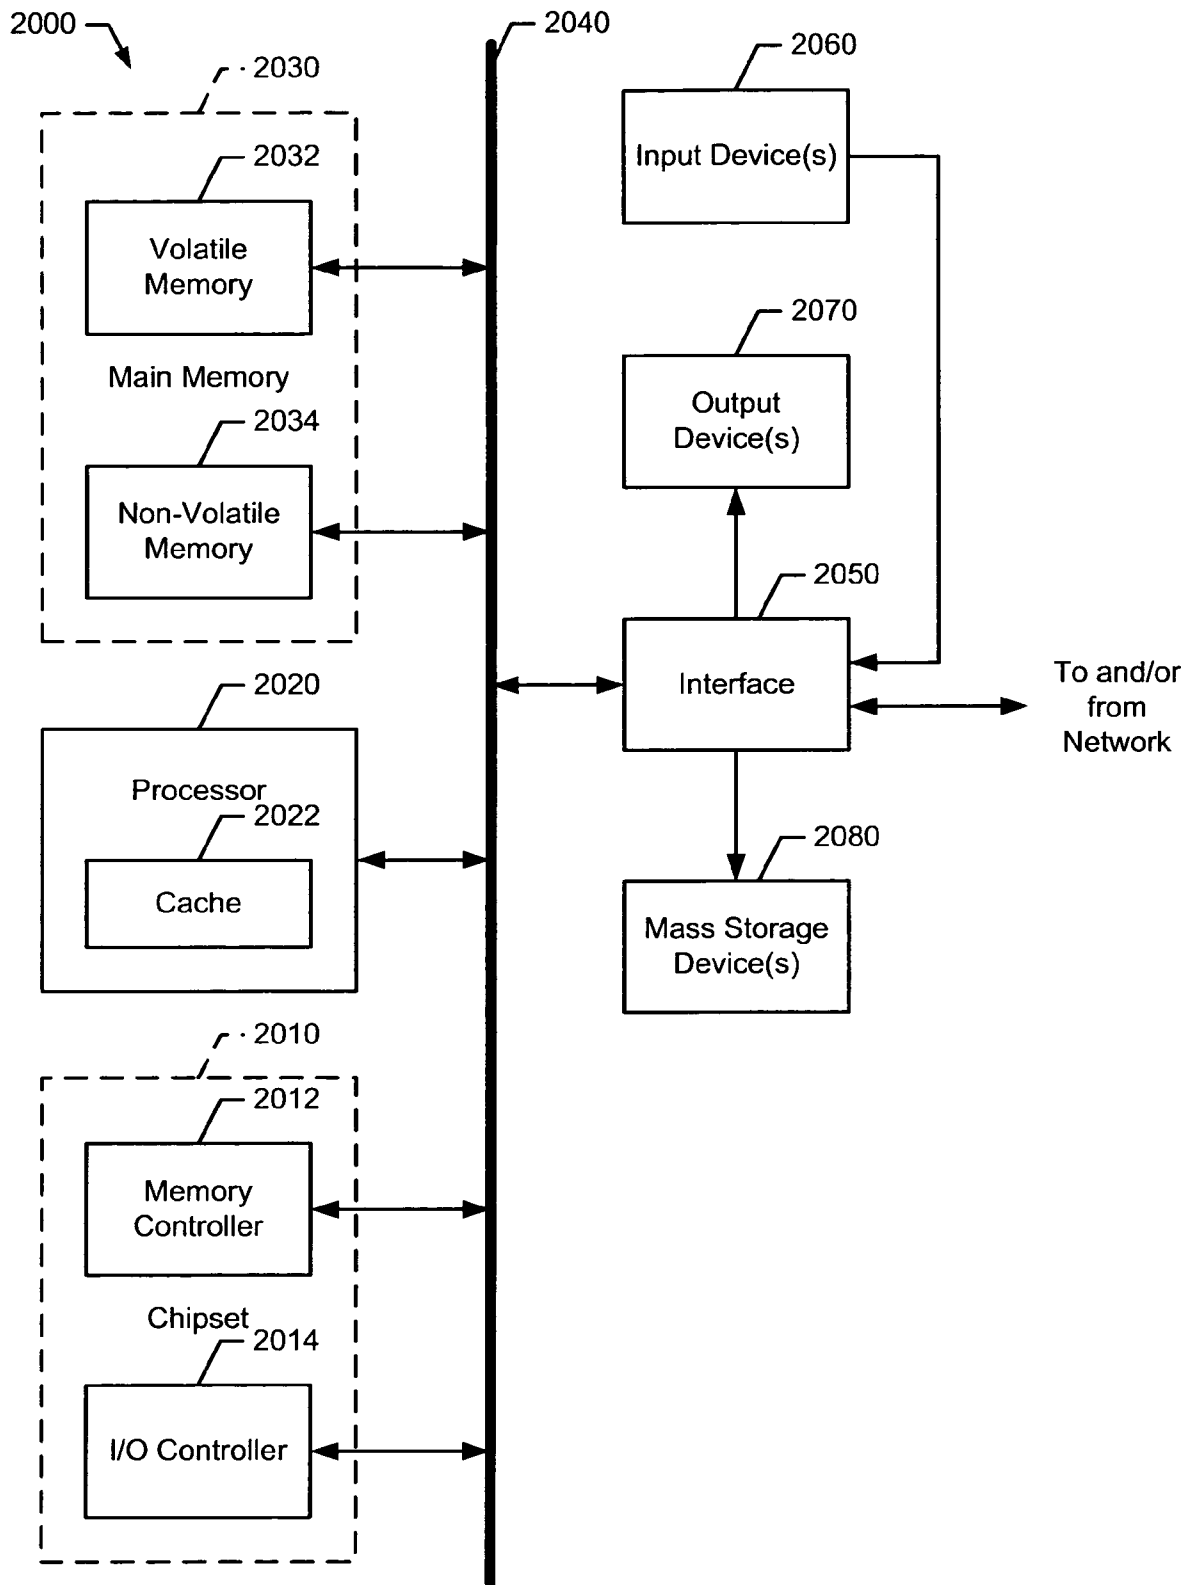 2000
2040
2060
2030
Input Device(s)
2032
Volatile
Memory
2070
Main Memory
Output
Device(s)
2034
Non-Volatile
Memory
2050
Interface
To and/or
from
Network
2020
Processor
2022
Cache
2080
Mass Storage
Device(s)
2010
2012
Memory
Controller
Chipset
2014
I/O Controller